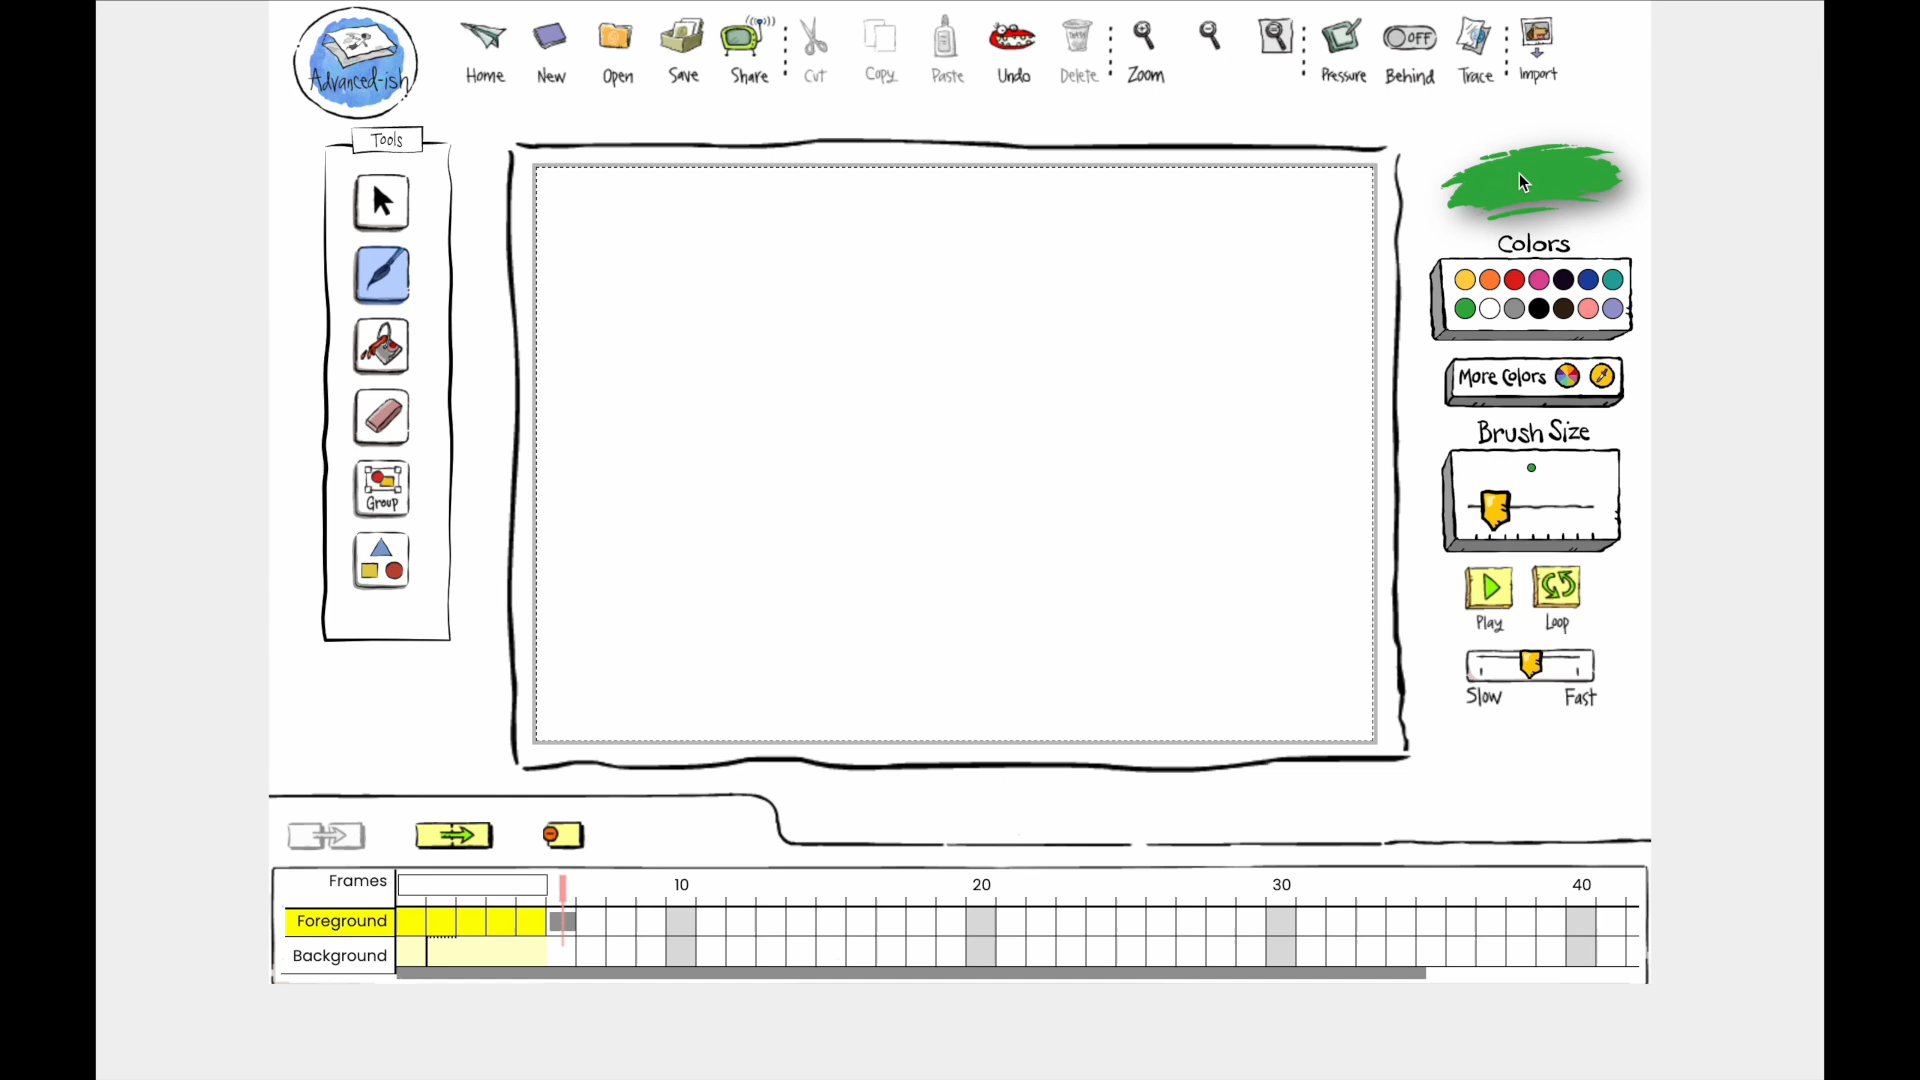 Advanced-ish
Home New Open Save Share Cut Copy Paste Undo Delete Zoom Pressure Behind Trace Import
OFF
Tools
Group
Colors
More Colors
Brush Size
Play Loop
Slow Fast
Frames 10 20 30 40
Foreground
Background